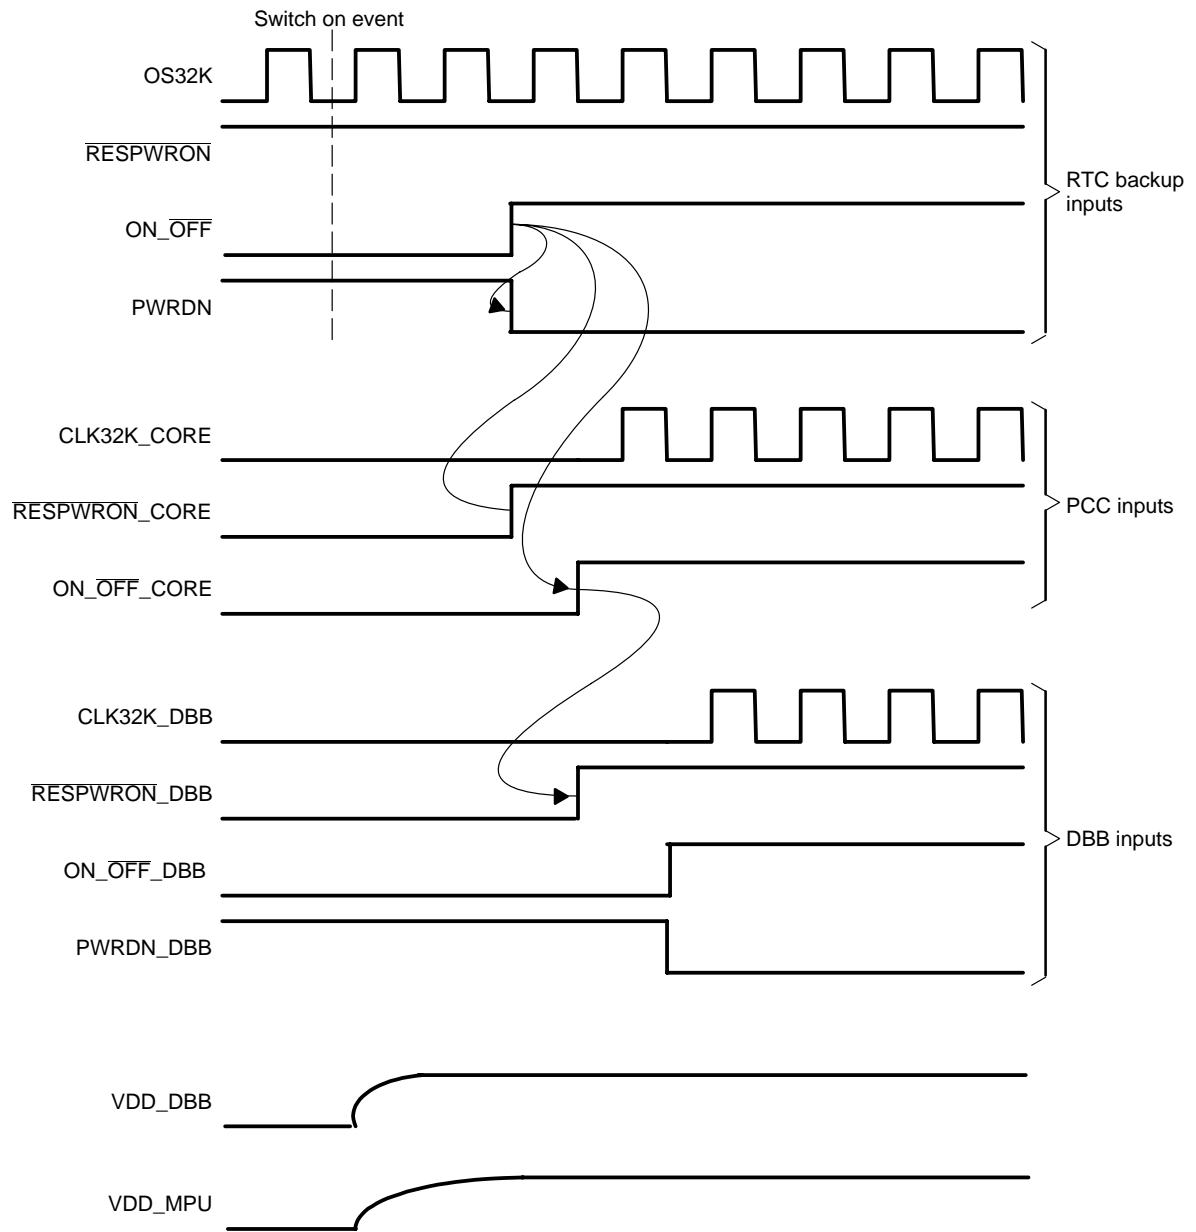 Switch on event
OS32K
RESPWRON
RTC backup
inputs
ON_OFF
PWRDN
CLK32K_CORE
RESPWRON_CORE
PCC inputs
ON_OFF_CORE
CLK32K_DBB
RESPWRON_DBB
DBB inputs
ON_OFF_DBB
PWRDN_DBB
VDD_DBB
VDD_MPU